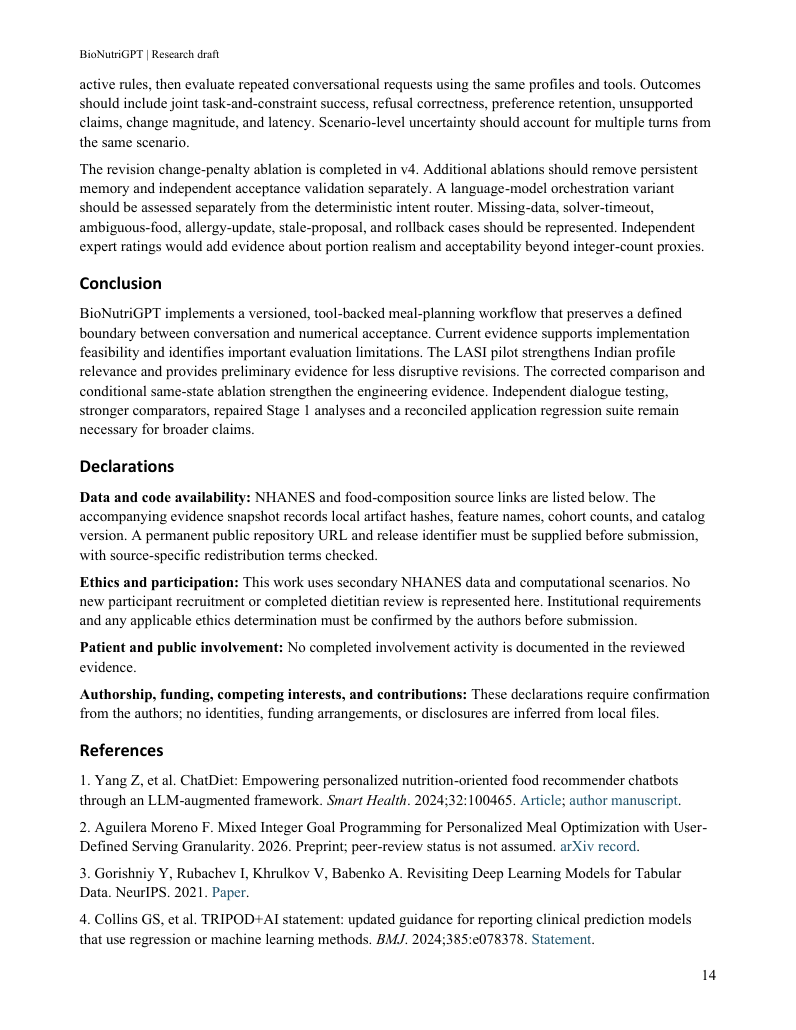 BioNutriGPT | Research draft
active rules, then evaluate repeated conversational requests using the same profiles and tools. Outcomes
should include joint task-and-constraint success, refusal correctness, preference retention, unsupported
claims, change magnitude, and latency. Scenario-level uncertainty should account for multiple turns from
the same scenario.
The revision change-penalty ablation is completed in v4. Additional ablations should remove persistent
memory and independent acceptance validation separately. A language-model orchestration variant
should be assessed separately from the deterministic intent router. Missing-data, solver-timeout,
ambiguous-food, allergy-update, stale-proposal, and rollback cases should be represented. Independent
expert ratings would add evidence about portion realism and acceptability beyond integer-count proxies.
Conclusion
BioNutriGPT implements a versioned, tool-backed meal-planning workflow that preserves a defined
boundary between conversation and numerical acceptance. Current evidence supports implementation
feasibility and identifies important evaluation limitations. The LASI pilot strengthens Indian profile
relevance and provides preliminary evidence for less disruptive revisions. The corrected comparison and
conditional same-state ablation strengthen the engineering evidence. Independent dialogue testing,
stronger comparators, repaired Stage 1 analyses and a reconciled application regression suite remain
necessary for broader claims.
Declarations
Data and code availability: NHANES and food-composition source links are listed below. The
accompanying evidence snapshot records local artifact hashes, feature names, cohort counts, and catalog
version. A permanent public repository URL and release identifier must be supplied before submission,
with source-specific redistribution terms checked.
Ethics and participation: This work uses secondary NHANES data and computational scenarios. No
new participant recruitment or completed dietitian review is represented here. Institutional requirements
and any applicable ethics determination must be confirmed by the authors before submission.
Patient and public involvement: No completed involvement activity is documented in the reviewed
evidence.
Authorship, funding, competing interests, and contributions: These declarations require confirmation
from the authors; no identities, funding arrangements, or disclosures are inferred from local files.
References
1. Yang Z, et al. ChatDiet: Empowering personalized nutrition-oriented food recommender chatbots
through an LLM-augmented framework. Smart Health. 2024;32:100465. Article; author manuscript.
2. Aguilera Moreno F. Mixed Integer Goal Programming for Personalized Meal Optimization with User-
Defined Serving Granularity. 2026. Preprint; peer-review status is not assumed. arXiv record.
3. Gorishniy Y, Rubachev I, Khrulkov V, Babenko A. Revisiting Deep Learning Models for Tabular
Data. NeurIPS. 2021. Paper.
4. Collins GS, et al. TRIPOD+AI statement: updated guidance for reporting clinical prediction models
that use regression or machine learning methods. BMJ. 2024;385:e078378. Statement.
14